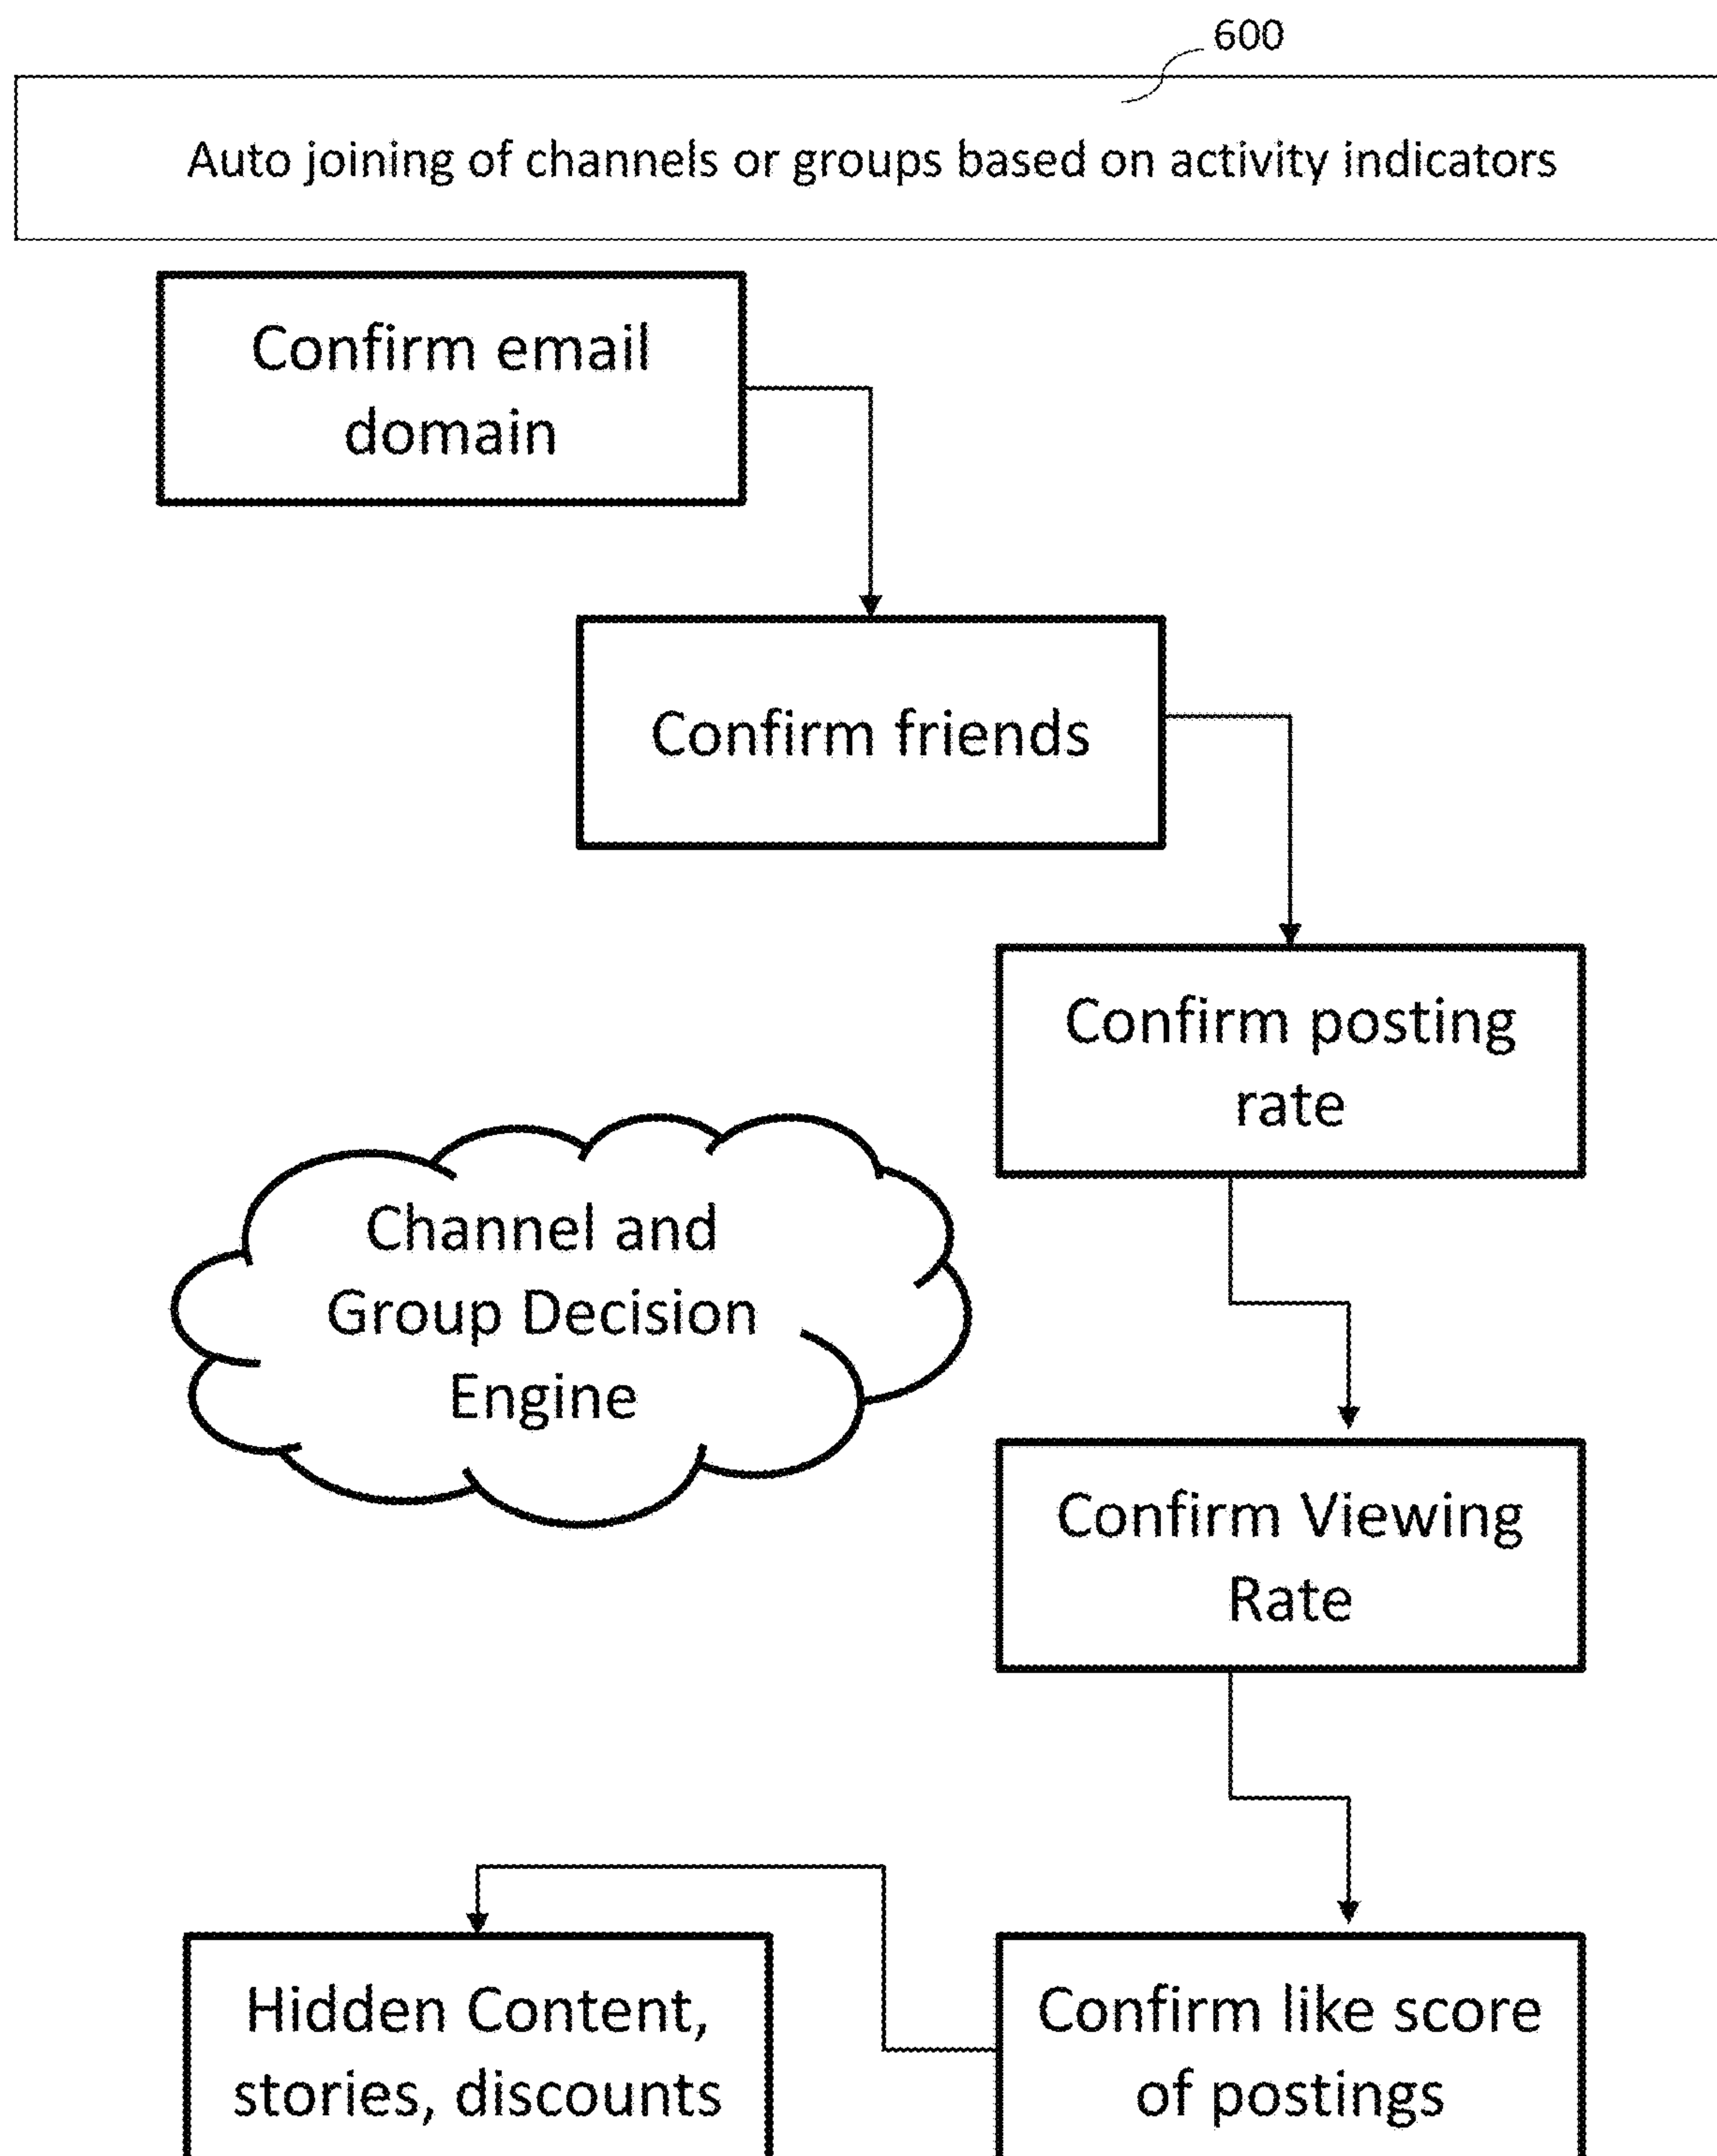 600
Auto joining of channels or groups based on activity indicators
Confirm email
domain
Confirm friends
Confirm posting
rate
Channel and
Group Decision
Engine
Confirm Viewing
Rate
Hidden Content,
stories, discounts
Confirm like score
of postings